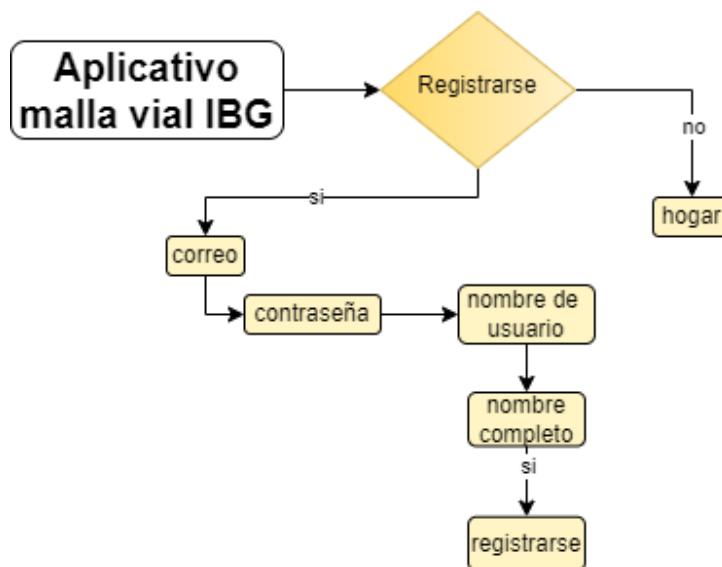 Aplicativo
malla vial IBG
Registrarse
no
si
hogar
correo
contraseña
nombre de
usuario
nombre
completo
si
registrarse